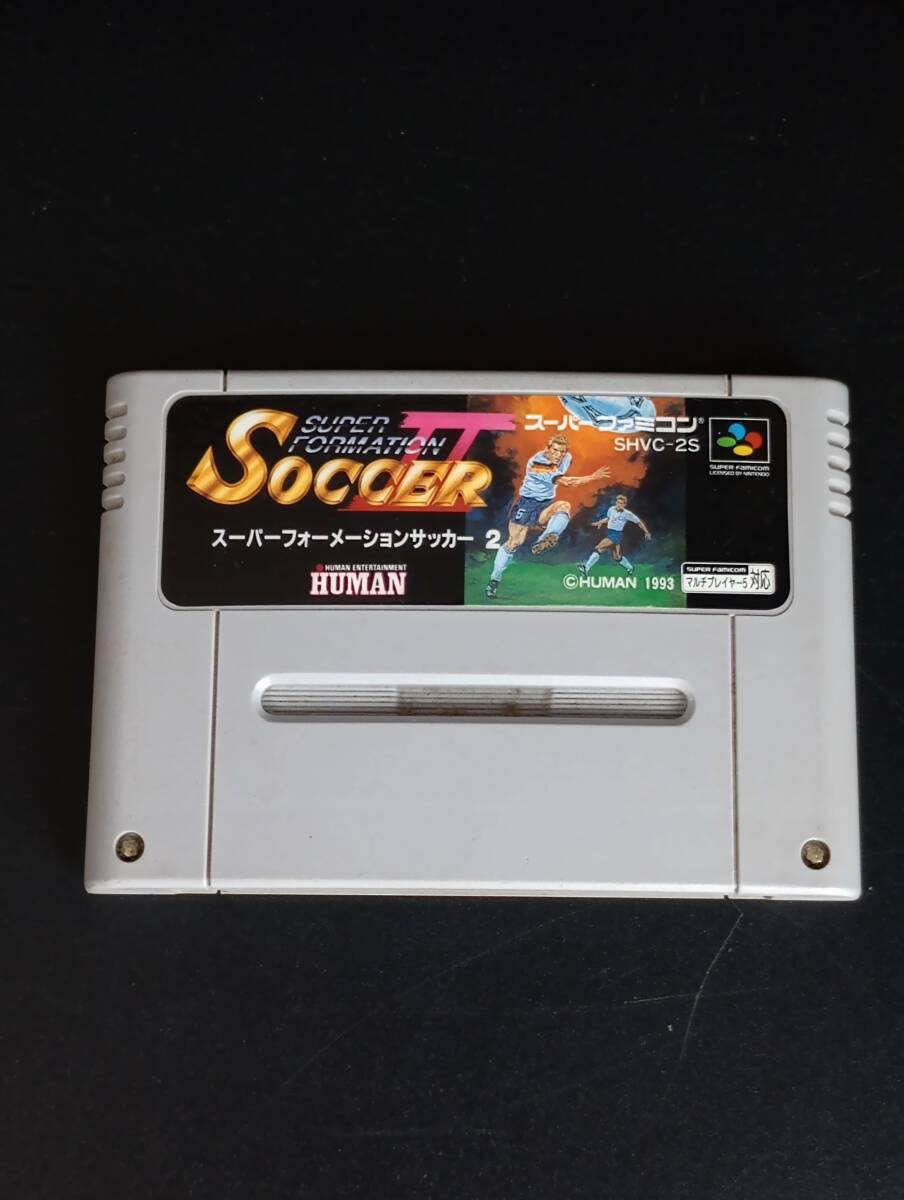 SUPER
FORMATION
SOCCER II
スーパーフォーメーションサッカー 2
HUMAN ENTERTAINMENT
HUMAN
スーパーファミコン®
SHVC-2S
SUPER FAMICOM
LICENSED BY NINTENDO
5
©HUMAN 1993
SUPER FAMICOM
マルチプレイヤー5 対応